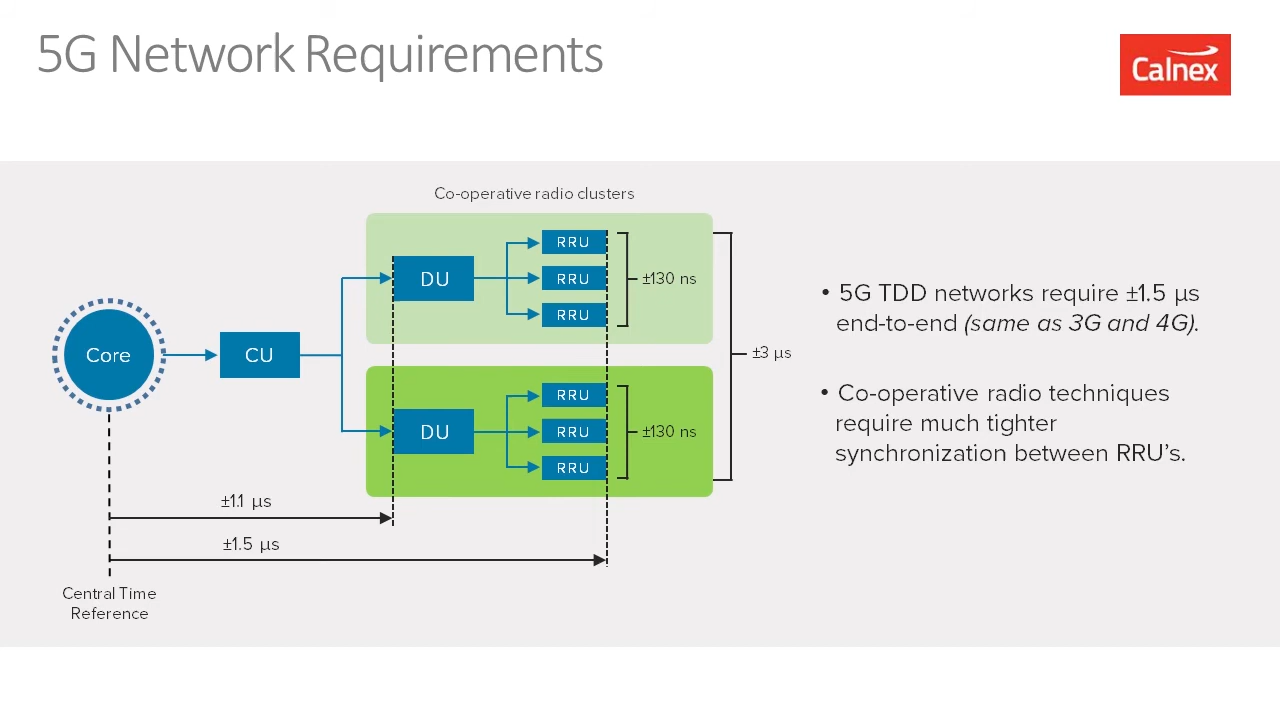 5G Network Requirements
Calnex
Co-operative radio clusters
RRU
DU
RRU
±130 ns
RRU
Core
CU
±3 µs
RRU
DU
RRU
±130 ns
RRU
±1.1 µs
±1.5 µs
Central Time
Reference
• 5G TDD networks require ±1.5 µs
end-to-end (same as 3G and 4G).
• Co-operative radio techniques
require much tighter
synchronization between RRU’s.